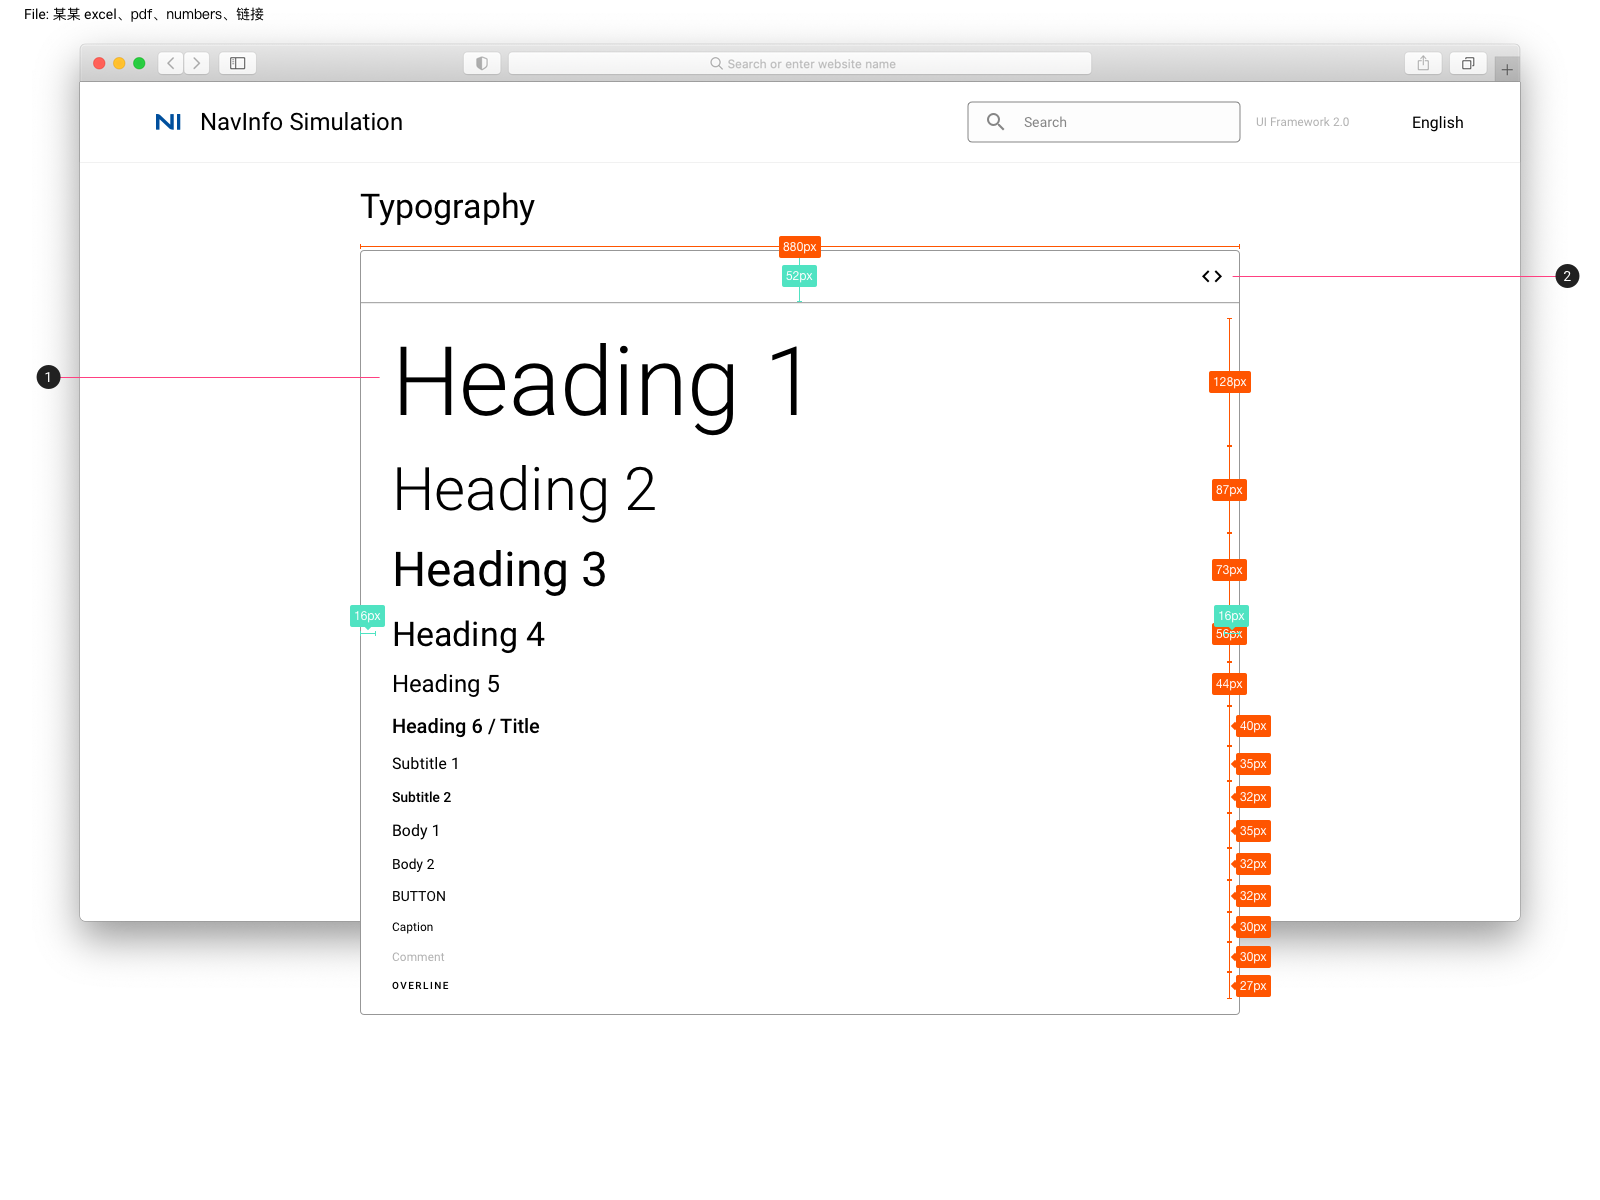 File: 某某 excel、pdf、numbers、链接
Search or enter website name
NI NavInfo Simulation
Search
UI Framework 2.0
English
Typography
880px
52px
2
Heading 1
1
128px
Heading 2
87px
Heading 3
73px
16px
16px
Heading 4
56px
Heading 5
44px
Heading 6 / Title
40px
Subtitle 1
35px
Subtitle 2
32px
Body 1
35px
Body 2
32px
BUTTON
32px
Caption
30px
Comment
30px
OVERLINE
27px